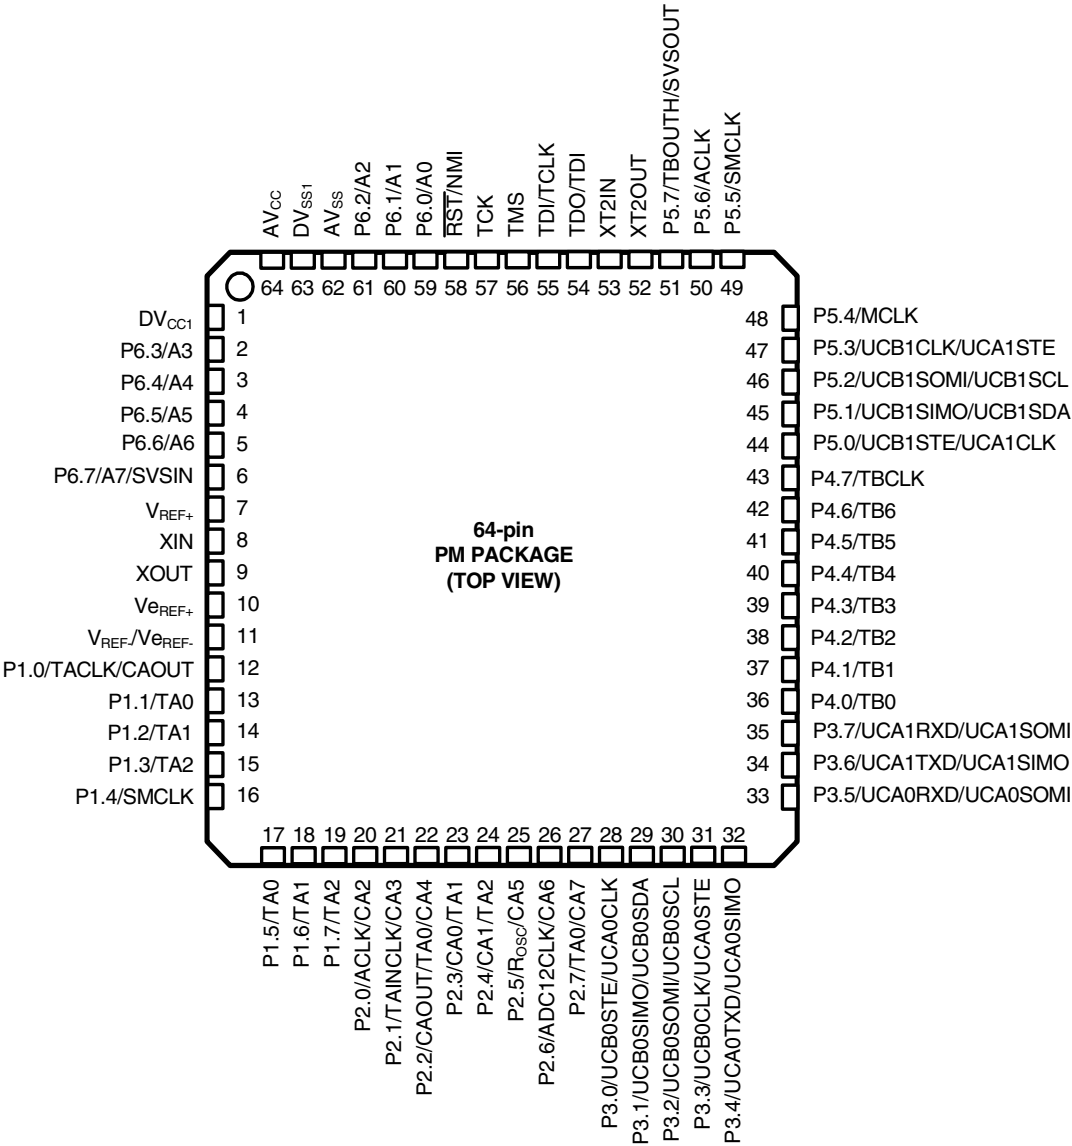 AVCC
DVSS1
AVSS
P6.2/A2
P6.1/A1
P6.0/A0
RST/NMI
TCK
TMS
TDI/TCLK
TDO/TDI
XT2IN
XT2OUT
P5.7/TBOUTH/SVSOUT
P5.6/ACLK
P5.5/SMCLK
64 63 62 61 60 59 58 57 56 55 54 53 52 51 50 49
DVCC1 1
P6.3/A3 2
P6.4/A4 3
P6.5/A5 4
P6.6/A6 5
P6.7/A7/SVSIN 6
VREF+ 7
XIN 8
XOUT 9
VeREF+ 10
VREF-/VeREF- 11
P1.0/TACLK/CAOUT 12
P1.1/TA0 13
P1.2/TA1 14
P1.3/TA2 15
P1.4/SMCLK 16
64-pin
PM PACKAGE
(TOP VIEW)
48 P5.4/MCLK
47 P5.3/UCB1CLK/UCA1STE
46 P5.2/UCB1SOMI/UCB1SCL
45 P5.1/UCB1SIMO/UCB1SDA
44 P5.0/UCB1STE/UCA1CLK
43 P4.7/TBCLK
42 P4.6/TB6
41 P4.5/TB5
40 P4.4/TB4
39 P4.3/TB3
38 P4.2/TB2
37 P4.1/TB1
36 P4.0/TB0
35 P3.7/UCA1RXD/UCA1SOMI
34 P3.6/UCA1TXD/UCA1SIMO
33 P3.5/UCA0RXD/UCA0SOMI
17 18 19 20 21 22 23 24 25 26 27 28 29 30 31 32
P1.5/TA0
P1.6/TA1
P1.7/TA2
P2.0/ACLK/CA2
P2.1/TAINCLK/CA3
P2.2/CAOUT/TA0/CA4
P2.3/CA0/TA1
P2.4/CA1/TA2
P2.5/ROSC/CA5
P2.6/ADC12CLK/CA6
P2.7/TA0/CA7
P3.0/UCB0STE/UCA0CLK
P3.1/UCB0SIMO/UCB0SDA
P3.2/UCB0SOMI/UCB0SCL
P3.3/UCB0CLK/UCA0STE
P3.4/UCA0TXD/UCA0SIMO